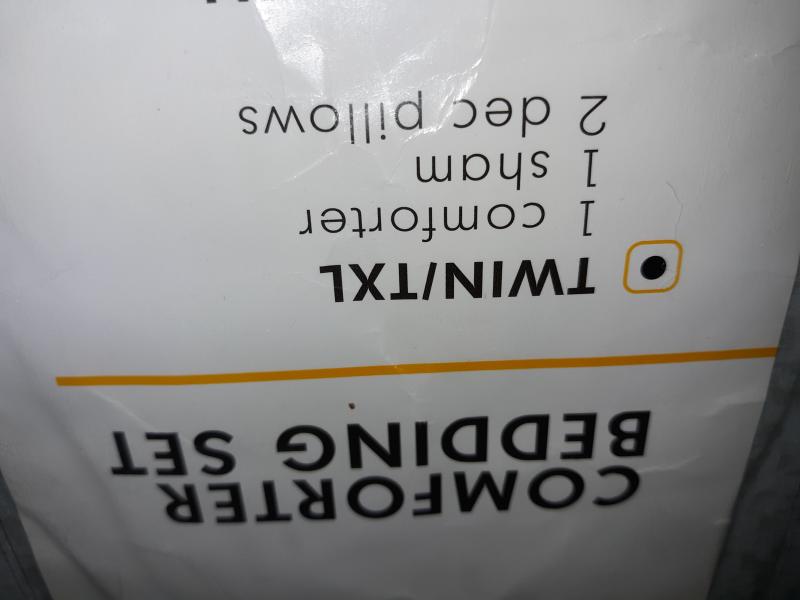 COMFORTER
BEDDING SET
TWIN/TXL
1 comforter
1 sham
2 dec pillows